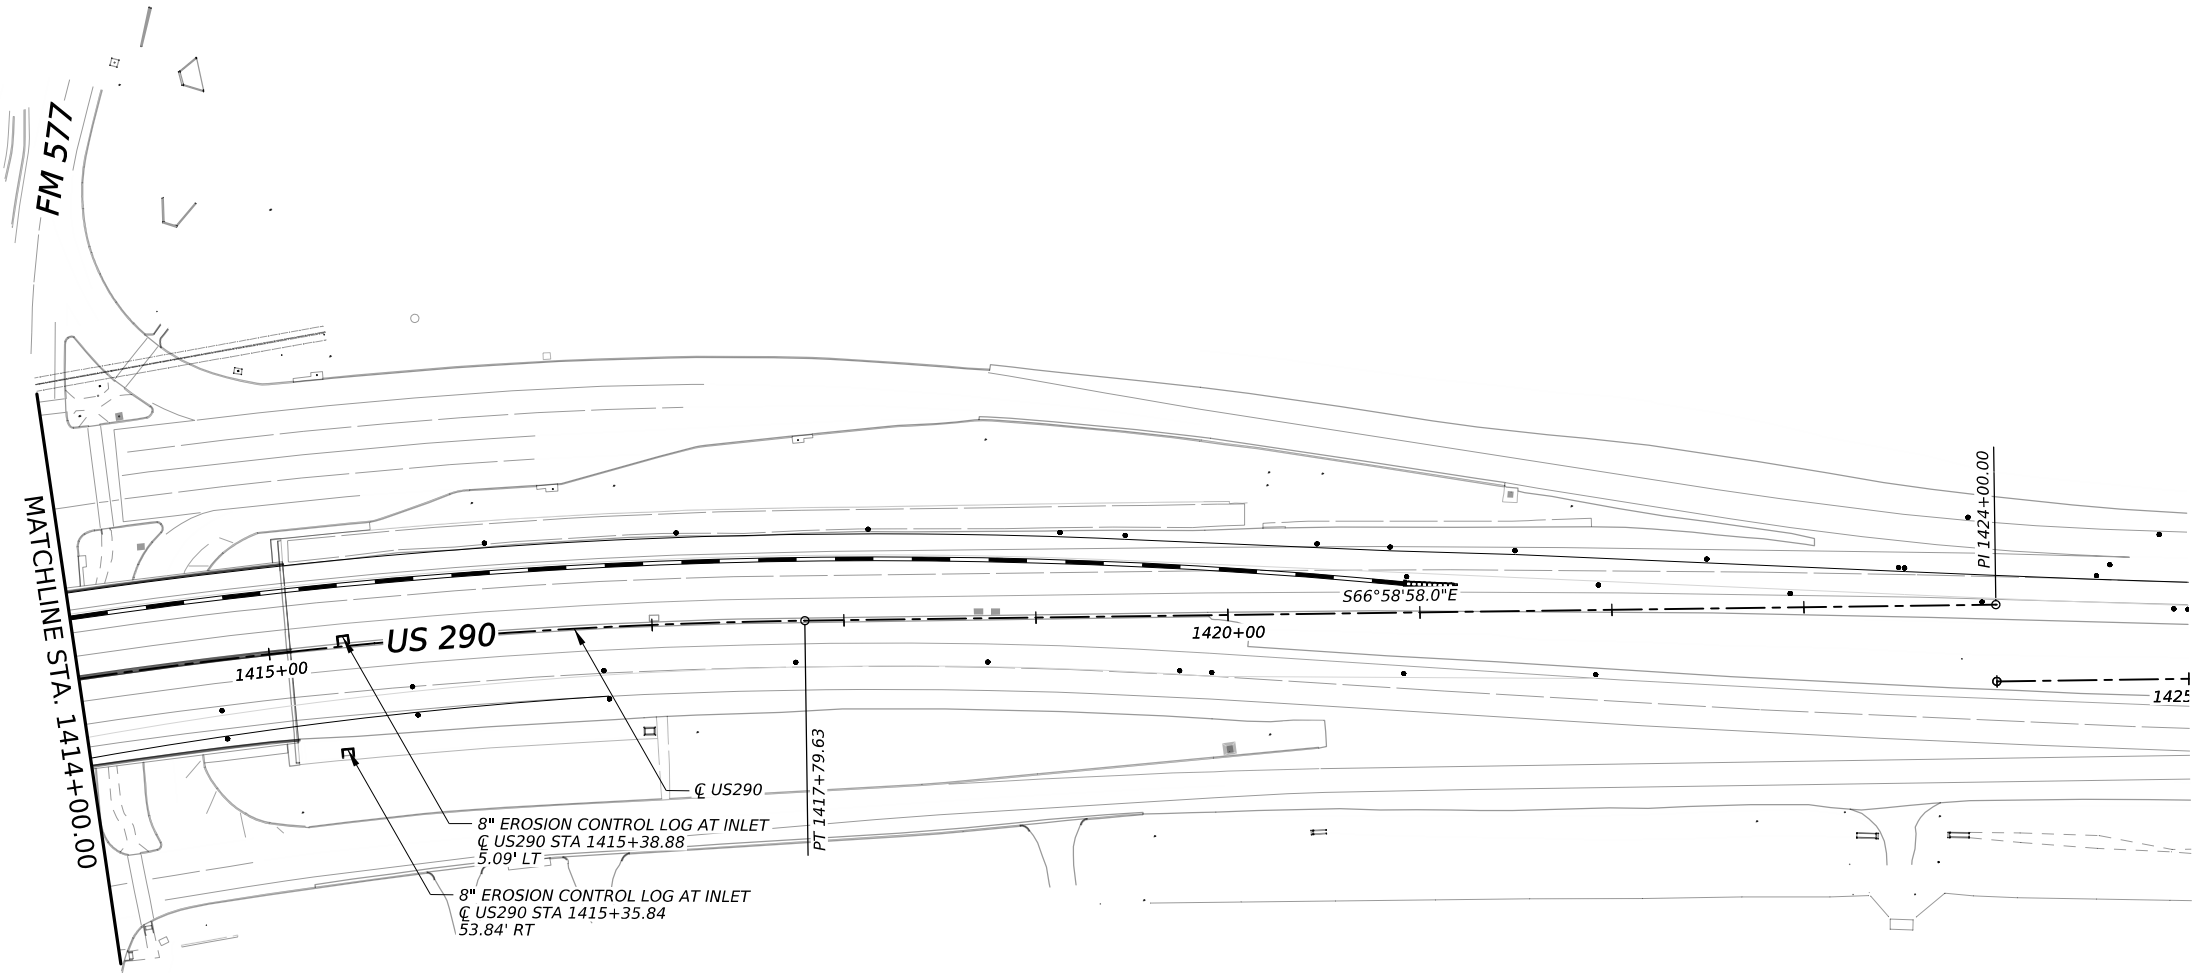 FM 577
MATCHLINE STA. 1414+00.00
US 290
1415+00
1420+00
S66°58'58.0"E
PI 1424+00.00
1425
PT 1417+79.63
℄ US290
8" EROSION CONTROL LOG AT INLET
℄ US290 STA 1415+38.88
5.09' LT
8" EROSION CONTROL LOG AT INLET
℄ US290 STA 1415+35.84
53.84' RT